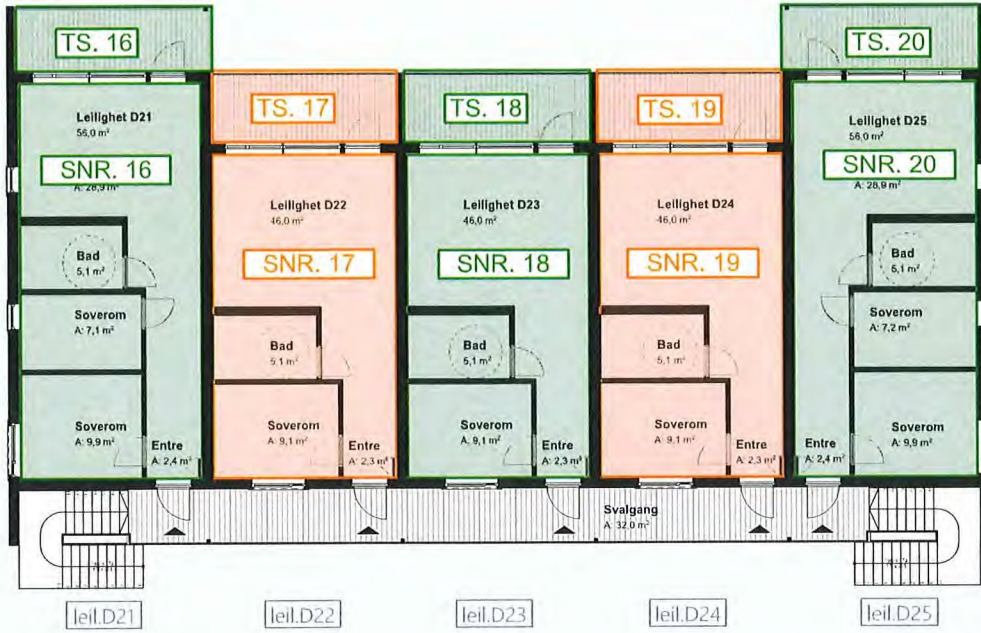 TS. 16
TS. 17
TS. 18
TS. 19
TS. 20
Leilighet D21
56,0 m²
SNR. 16
A: 28,9 m²
Bad
5,1 m²
Soverom
A: 7,1 m²
Soverom
A: 9,9 m²
Entre
A: 2,4 m²
Leilighet D22
46,0 m²
SNR. 17
Bad
5,1 m²
Soverom
A: 9,1 m²
Entre
A: 2,3 m²
Leilighet D23
46,0 m²
SNR. 18
Bad
5,1 m²
Soverom
A: 9,1 m²
Entre
A: 2,3 m²
Leilighet D24
46,0 m²
SNR. 19
Bad
5,1 m²
Soverom
A: 9,1 m²
Entre
A: 2,3 m²
Leilighet D25
56,0 m²
SNR. 20
A: 28,9 m²
Bad
5,1 m²
Soverom
A: 7,2 m²
Soverom
A: 9,9 m²
Entre
A: 2,4 m²
Svalgang
A: 32,0 m²
leil.D21
leil.D22
leil.D23
leil.D24
leil.D25